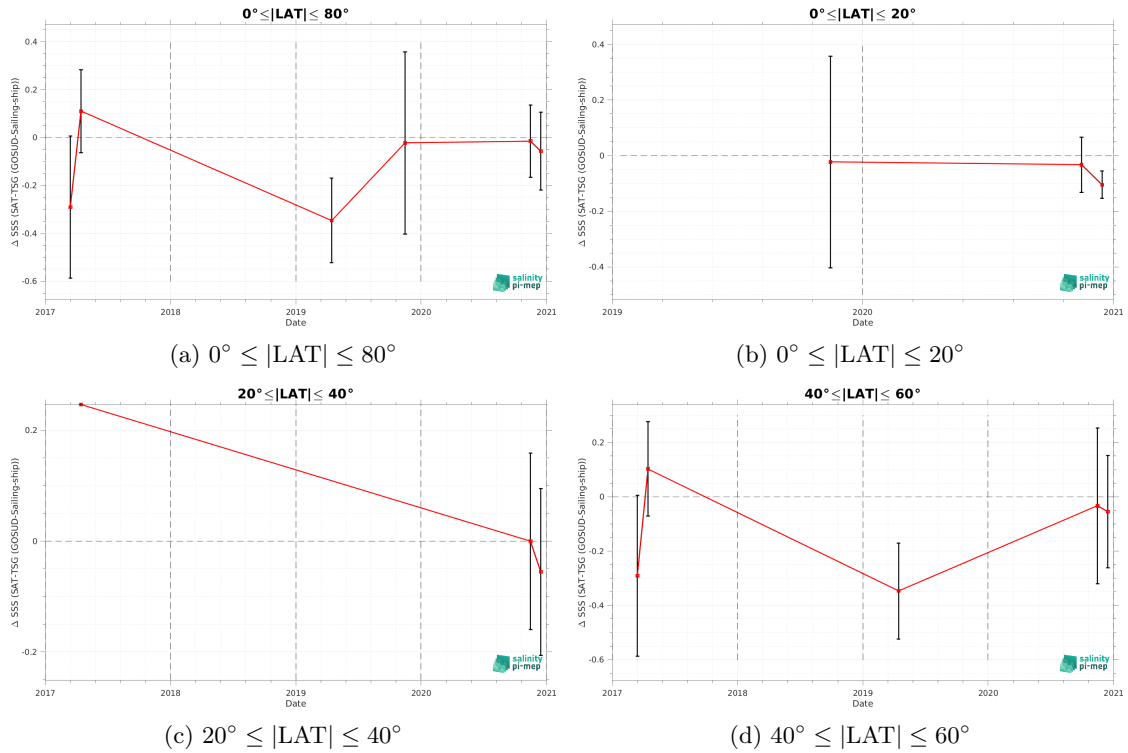 0°≤|LAT|≤ 80°
0.4
0.2
0
-0.2
-0.4
-0.6
Δ SSS (SAT-TSG (GOSUD-Sailing-ship))
salinity
pi-mep
2017 2018 2019 2020 2021
Date
(a) 0° ≤ |LAT| ≤ 80°
0°≤|LAT|≤ 20°
0.4
0.2
0
-0.2
-0.4
Δ SSS (SAT-TSG (GOSUD-Sailing-ship))
salinity
pi-mep
2019 2020 2021
Date
(b) 0° ≤ |LAT| ≤ 20°
20°≤|LAT|≤ 40°
0.2
0
-0.2
Δ SSS (SAT-TSG (GOSUD-Sailing-ship))
salinity
pi-mep
2017 2018 2019 2020 2021
Date
(c) 20° ≤ |LAT| ≤ 40°
40°≤|LAT|≤ 60°
0.2
0
-0.2
-0.4
-0.6
Δ SSS (SAT-TSG (GOSUD-Sailing-ship))
salinity
pi-mep
2017 2018 2019 2020 2021
Date
(d) 40° ≤ |LAT| ≤ 60°